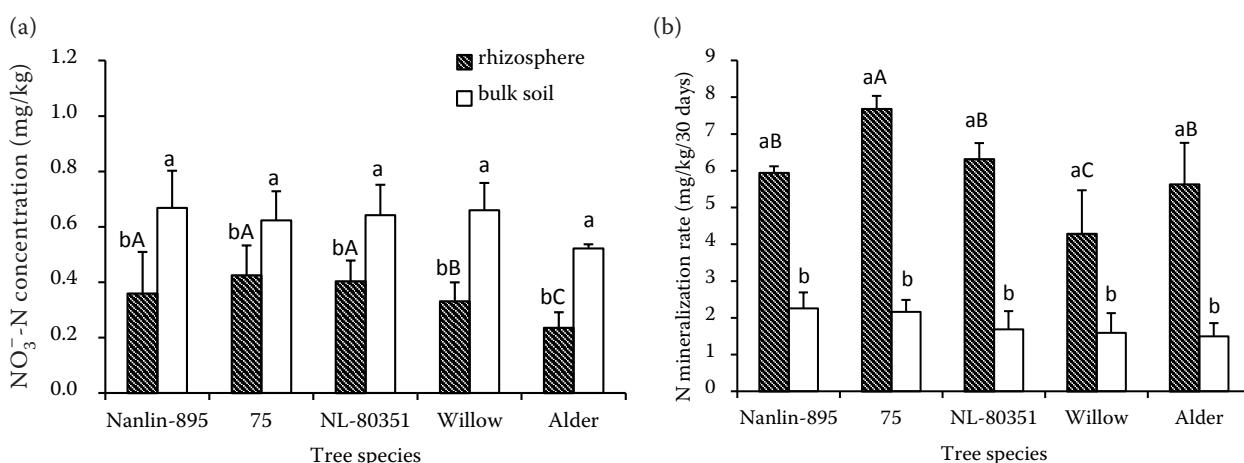 (a)
NO3⁻-N concentration (mg/kg)
1.2
1.0
0.8
0.6
0.4
0.2
0.0
rhizosphere
bulk soil
bA
a
bA
a
bA
a
bB
a
bC
a
Nanlin-895 75 NL-80351 Willow Alder
Tree species
(b)
N mineralization rate (mg/kg/30 days)
9
8
7
6
5
4
3
2
1
0
aB
b
aA
b
aB
b
aC
b
aB
b
Nanlin-895 75 NL-80351 Willow Alder
Tree species